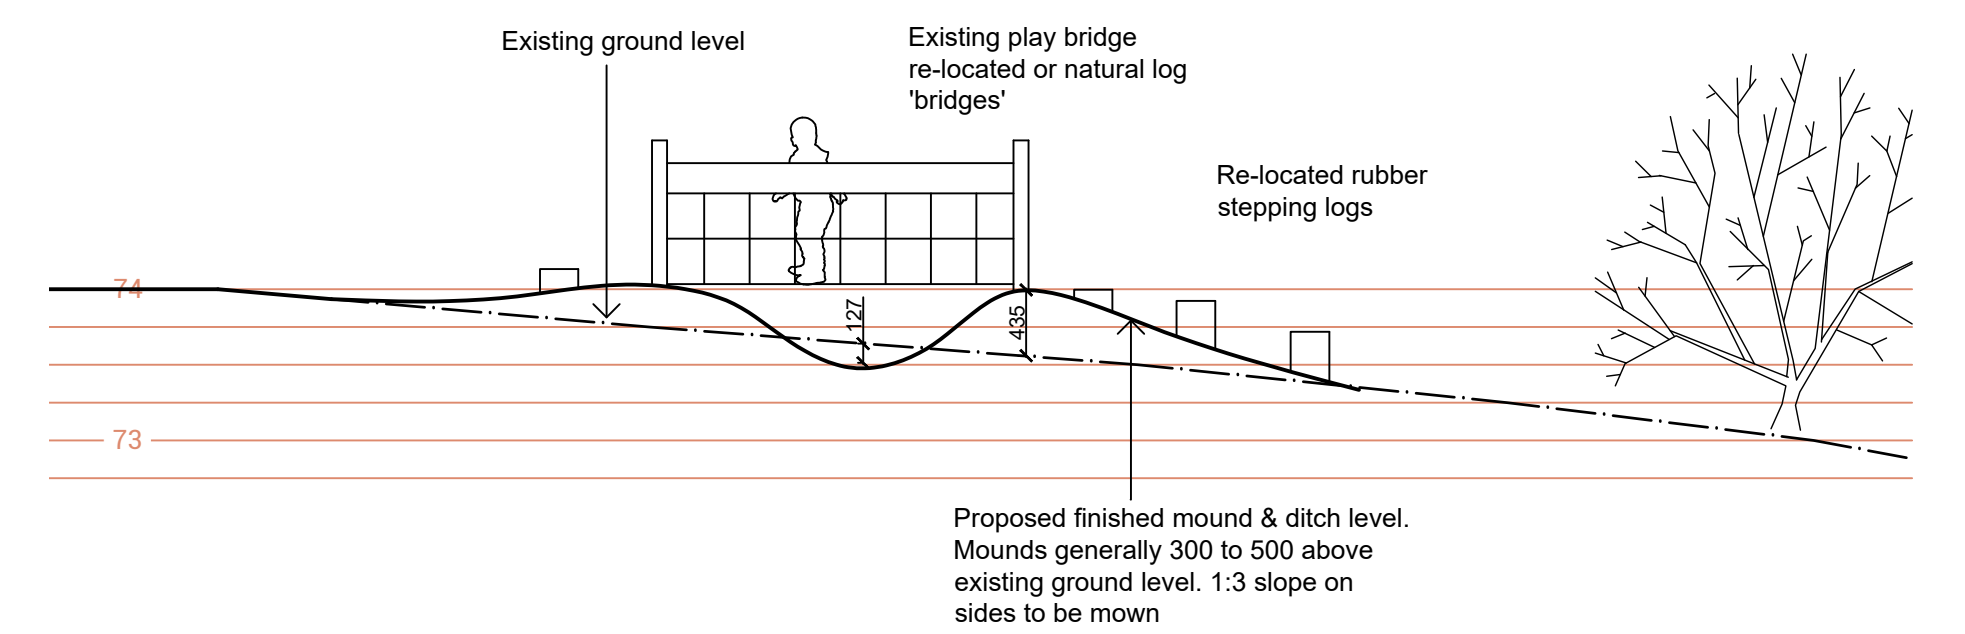 Existing ground level
Existing play bridge
re-located or natural log
'bridges'
Re-located rubber
stepping logs
74
127
435
73
Proposed finished mound & ditch level.
Mounds generally 300 to 500 above
existing ground level. 1:3 slope on
sides to be mown